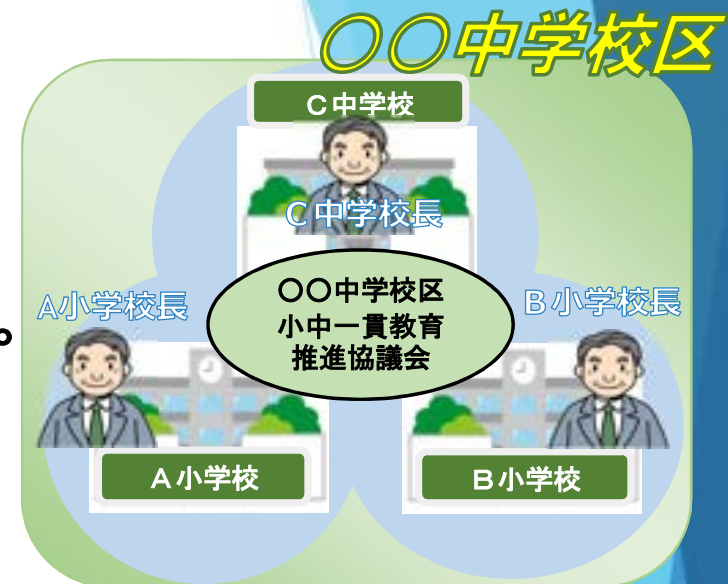 〇〇中学校区
C中学校
C中学校長
〇〇中学校区
小中一貫教育
推進協議会
A小学校長
B小学校長
。
A小学校
B小学校